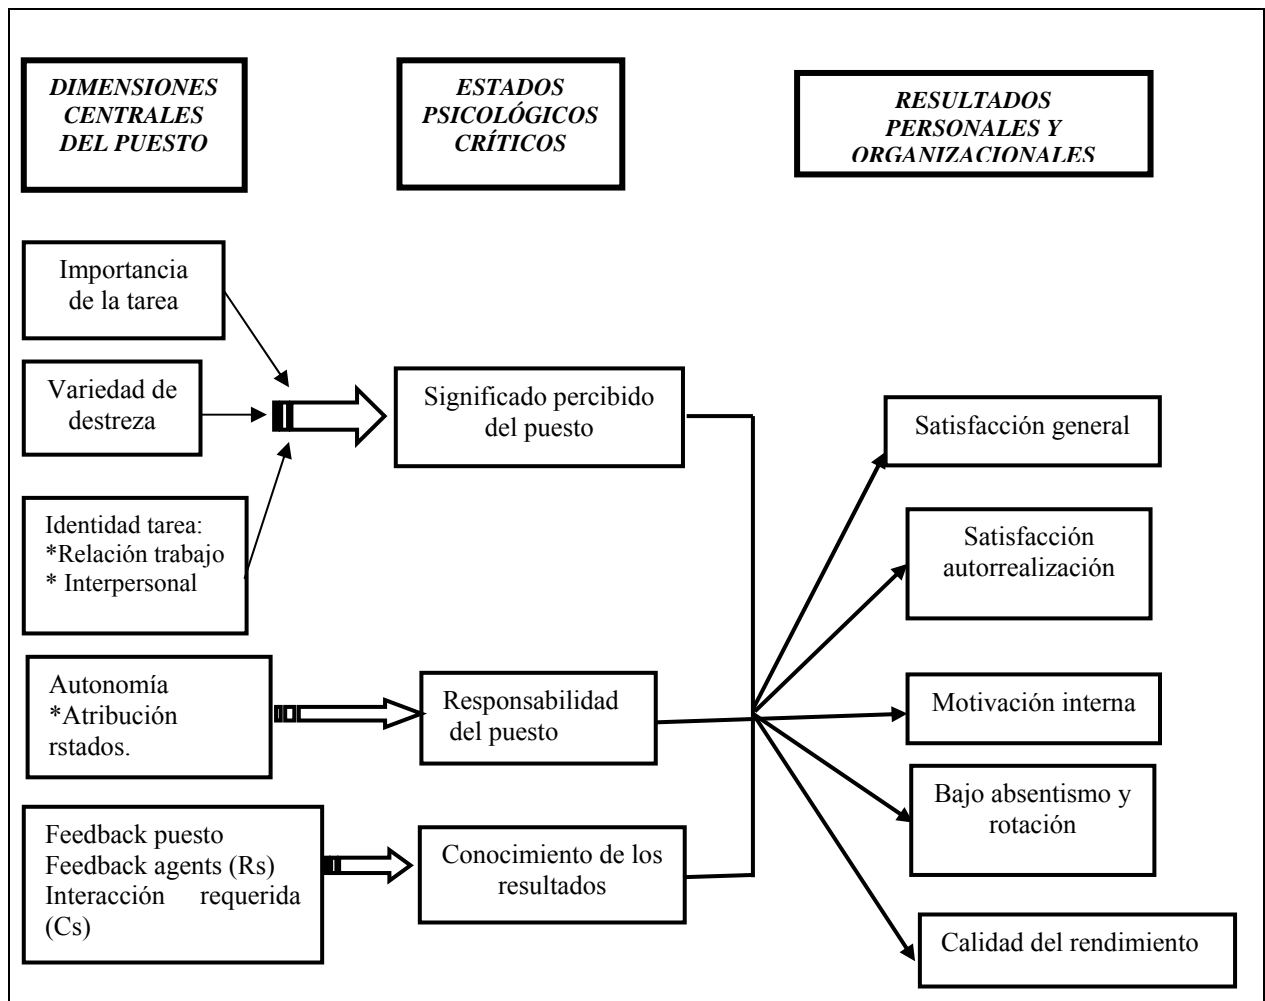 DIMENSIONES
CENTRALES
DEL PUESTO
ESTADOS
PSICOLÓGICOS
CRÍTICOS
RESULTADOS
PERSONALES Y
ORGANIZACIONALES
Importancia
de la tarea
Variedad de
destreza
Identidad tarea:
*Relación trabajo
* Interpersonal
Autonomía
*Atribución
rstados.
Feedback puesto
Feedback agents (Rs)
Interacción requerida
(Cs)
Significado percibido
del puesto
Responsabilidad
del puesto
Conocimiento de los
resultados
Satisfacción general
Satisfacción
autorrealización
Motivación interna
Bajo absentismo y
rotación
Calidad del rendimiento